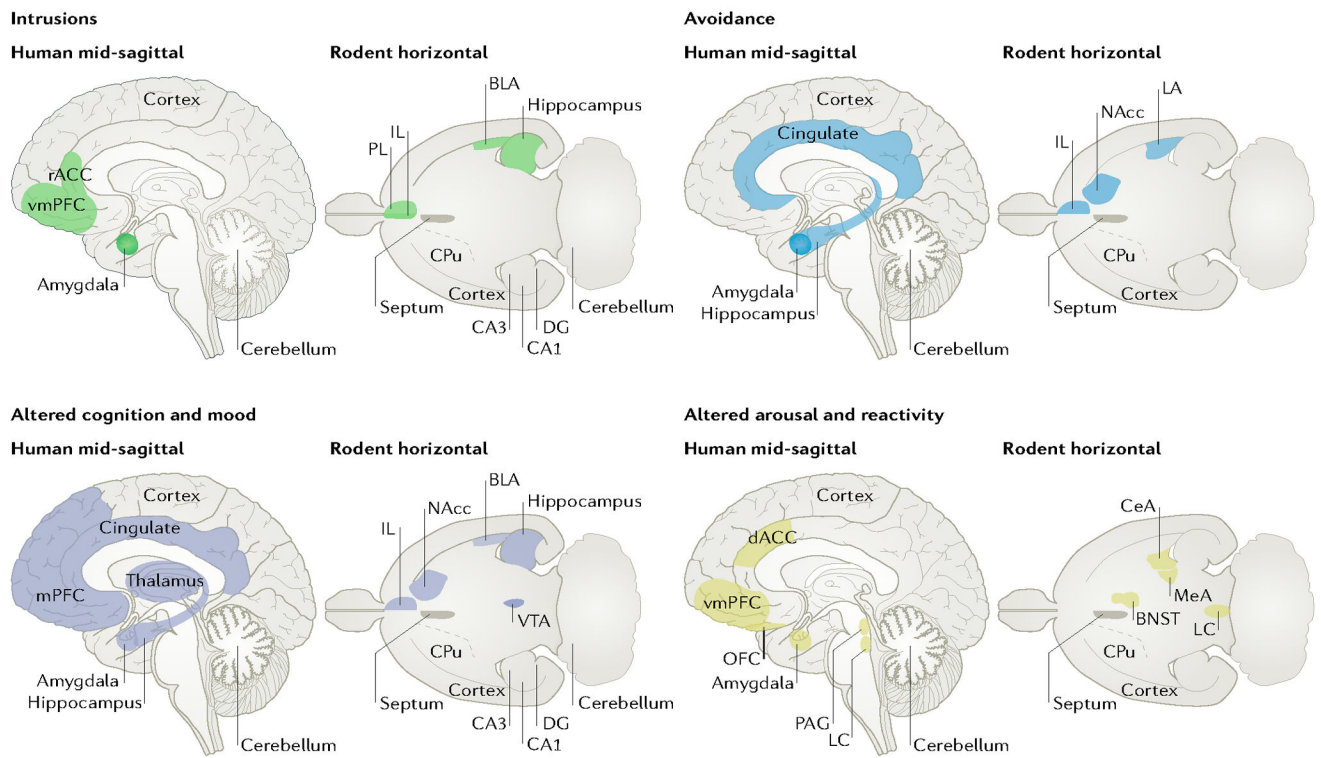 Intrusions
Human mid-sagittal
Rodent horizontal
Cortex
rACC
vmPFC
Amygdala
Cerebellum
BLA
Hippocampus
IL
PL
CPu
Septum
Cortex
Cerebellum
CA3
DG
CA1
Avoidance
Human mid-sagittal
Rodent horizontal
Cortex
Cingulate
Amygdala
Hippocampus
Cerebellum
LA
NAcc
IL
CPu
Septum
Cortex
Altered cognition and mood
Human mid-sagittal
Rodent horizontal
Cortex
Cingulate
Thalamus
mPFC
Amygdala
Hippocampus
Cerebellum
BLA
NAcc
Hippocampus
IL
VTA
CPu
Septum
Cortex
Cerebellum
CA3
DG
CA1
Altered arousal and reactivity
Human mid-sagittal
Rodent horizontal
Cortex
dACC
vmPFC
OFC
Amygdala
PAG
LC
Cerebellum
CeA
MeA
BNST
LC
CPu
Septum
Cortex